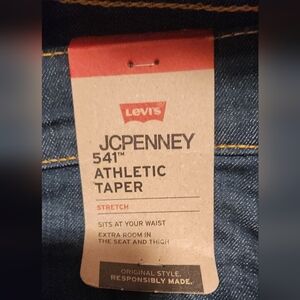 LEVI'S
JCPENNEY
541™
ATHLETIC
TAPER
STRETCH
SITS AT YOUR WAIST
EXTRA ROOM IN
THE SEAT AND THIGH
ORIGINAL STYLE.
RESPONSIBLY MADE.